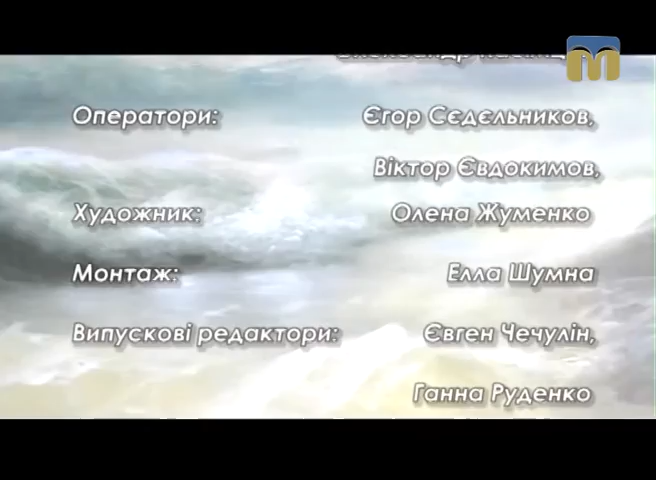 Оператори: Єгор Сєдєльников,
Віктор Євдокимов,
Художник: Олена Жуменко
Монтаж: Елла Шумна
Випускові редактори: Євген Чечулін,
Ганна Руденко